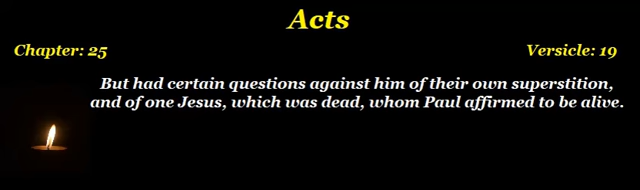 Acts
Chapter: 25 Versicle: 19
But had certain questions against him of their own superstition,
and of one Jesus, which was dead, whom Paul affirmed to be alive.